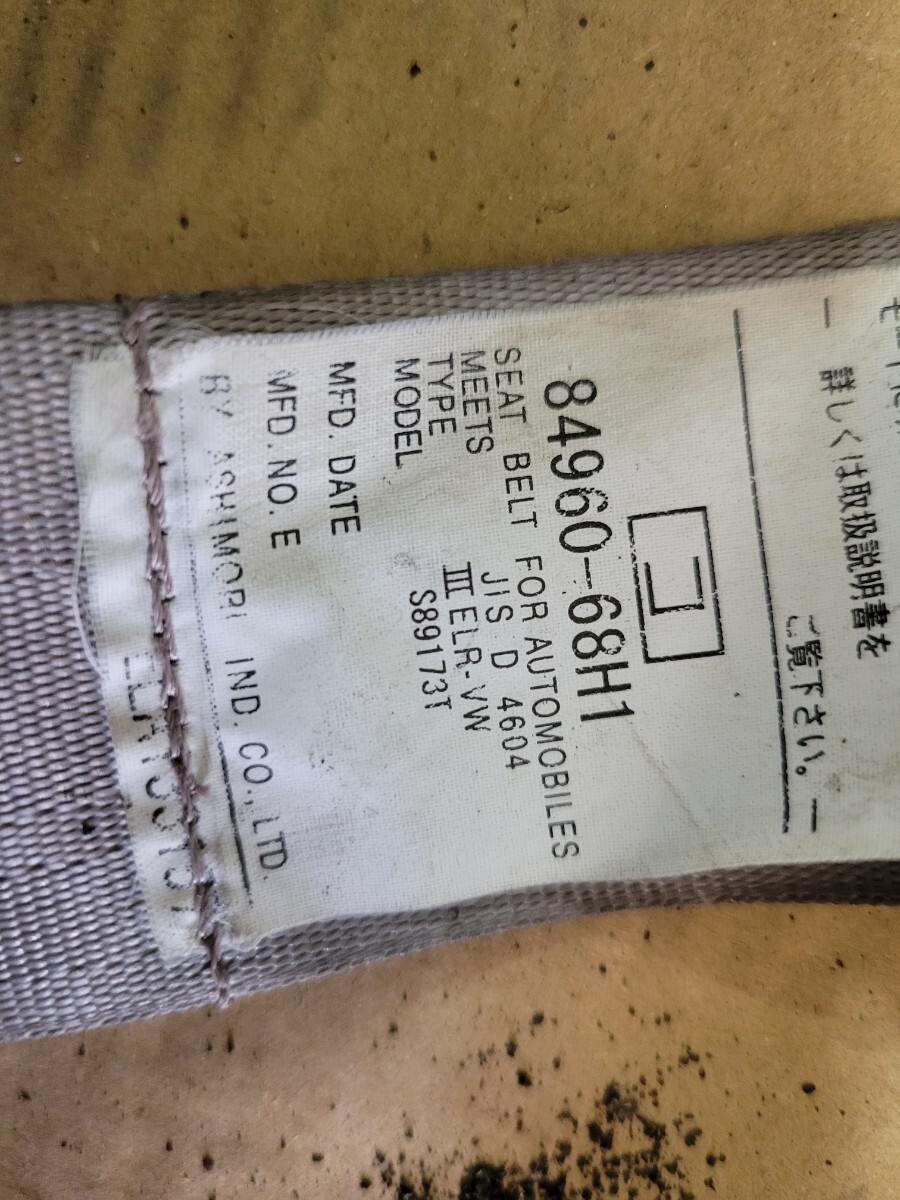 詳しくは取扱説明書を
ご覧下さい。
コ
84960-68H1
SEAT BELT FOR AUTOMOBILES
MEETS JIS D 4604
TYPE III ELR-VW
MODEL S89173T
MFD. DATE
MFD. NO. E
BY ASHIMORI IND. CO., LTD